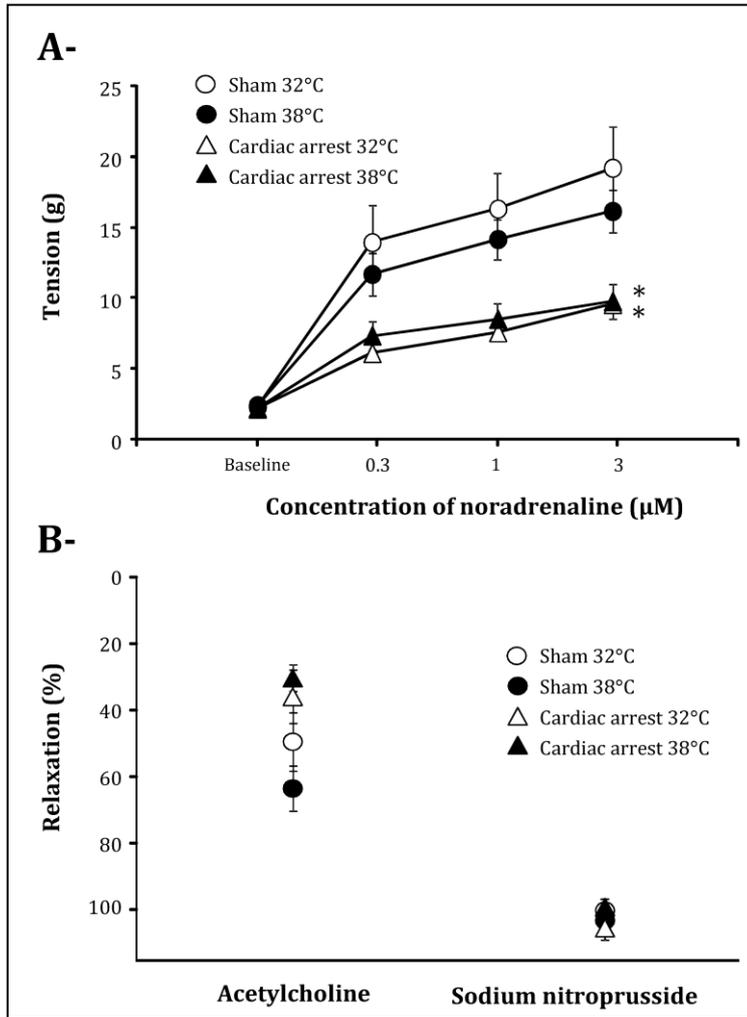 A-
25
20
15
10
5
0
Tension (g)
Sham 32°C
Sham 38°C
Cardiac arrest 32°C
Cardiac arrest 38°C
*
*
Baseline 0.3 1 3
Concentration of noradrenaline (µM)
B-
0
20
40
60
80
100
Relaxation (%)
Sham 32°C
Sham 38°C
Cardiac arrest 32°C
Cardiac arrest 38°C
Acetylcholine Sodium nitroprusside